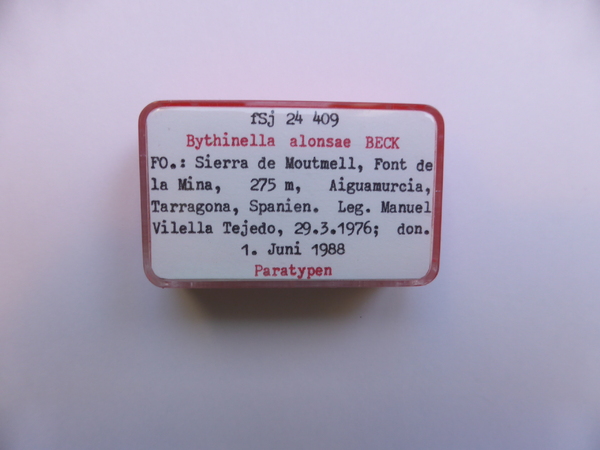 fSj 24 409
Bythinella alonsae BECK
FO.: Sierra de Moutmell, Font de
la Mina, 275 m, Aiguamurcia,
Tarragona, Spanien. Leg. Manuel
Vilella Tejedo, 29.3.1976; don.
1. Juni 1988
Paratypen